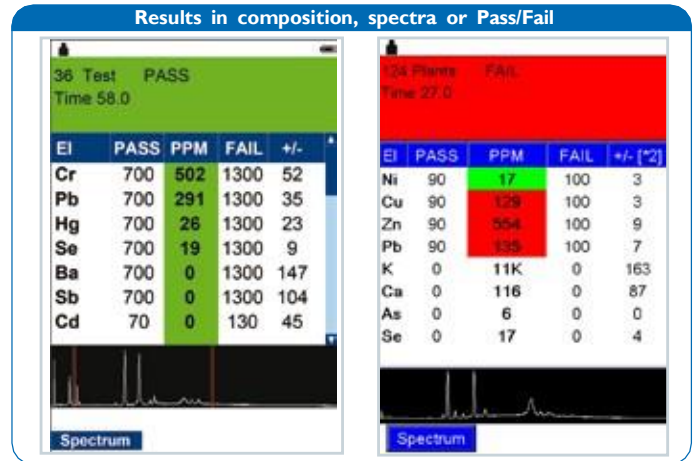 Results in composition, spectra or Pass/Fail
36 Test PASS
Time 58.0
El PASS PPM FAIL +/-
Cr 700 502 1300 52
Pb 700 291 1300 35
Hg 700 26 1300 23
Se 700 19 1300 9
Ba 700 0 1300 147
Sb 700 0 1300 104
Cd 70 0 130 45
Spectrum
124 Plants FAIL
Time 27.0
El PASS PPM FAIL +/- [*2]
Ni 90 17 100 3
Cu 90 129 100 3
Zn 90 554 100 9
Pb 90 135 100 7
K 0 11K 0 163
Ca 0 116 0 87
As 0 6 0 0
Se 0 17 0 4
Spectrum